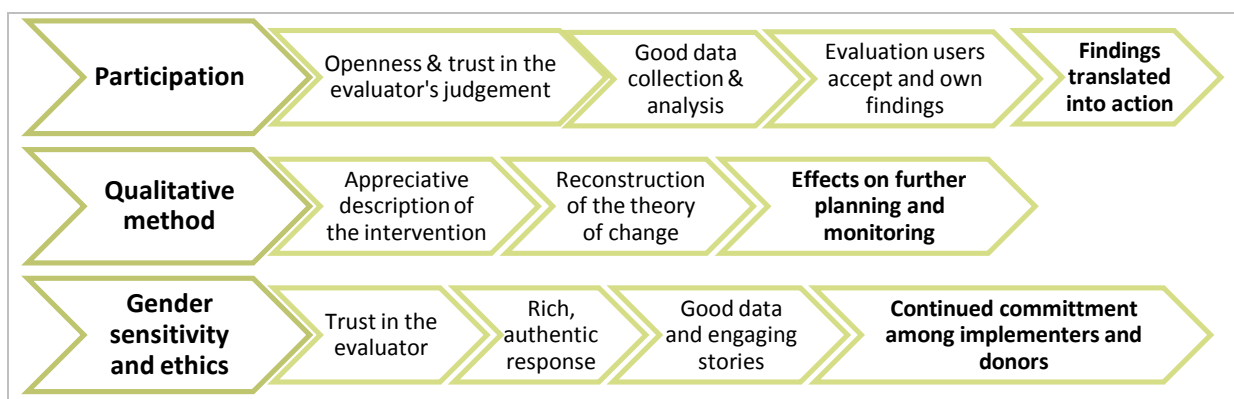 Participation
Openness & trust in the
evaluator's judgement
Good data
collection &
analysis
Evaluation users
accept and own
findings
Findings
translated
into action
Qualitative
method
Appreciative
description of
the intervention
Reconstruction
of the theory
of change
Effects on further
planning and
monitoring
Gender
sensitivity
and ethics
Trust in the
evaluator
Rich,
authentic
response
Good data
and engaging
stories
Continued committment
among implementers and
donors